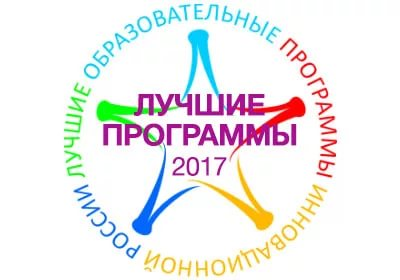 ЛУЧШИЕ ОБРАЗОВАТЕЛЬНЫЕ ПРОГРАММЫ ИННОВАЦИОННОЙ РОССИИ
ЛУЧШИЕ
ПРОГРАММЫ
2017